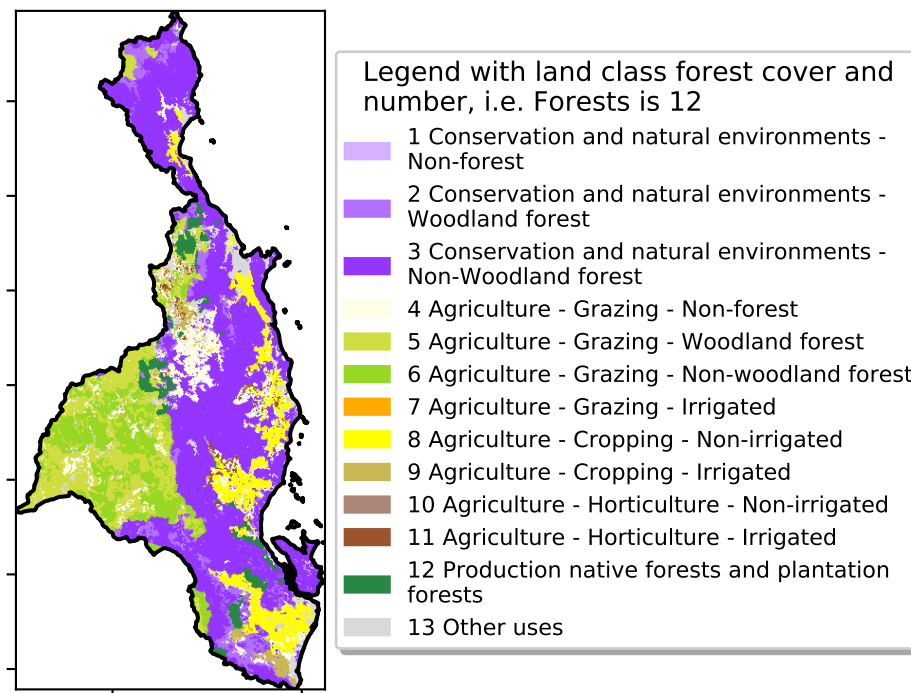 Legend with land class forest cover and
number, i.e. Forests is 12
1 Conservation and natural environments -
Non-forest
2 Conservation and natural environments -
Woodland forest
3 Conservation and natural environments -
Non-Woodland forest
4 Agriculture - Grazing - Non-forest
5 Agriculture - Grazing - Woodland forest
6 Agriculture - Grazing - Non-woodland forest
7 Agriculture - Grazing - Irrigated
8 Agriculture - Cropping - Non-irrigated
9 Agriculture - Cropping - Irrigated
10 Agriculture - Horticulture - Non-irrigated
11 Agriculture - Horticulture - Irrigated
12 Production native forests and plantation
forests
13 Other uses